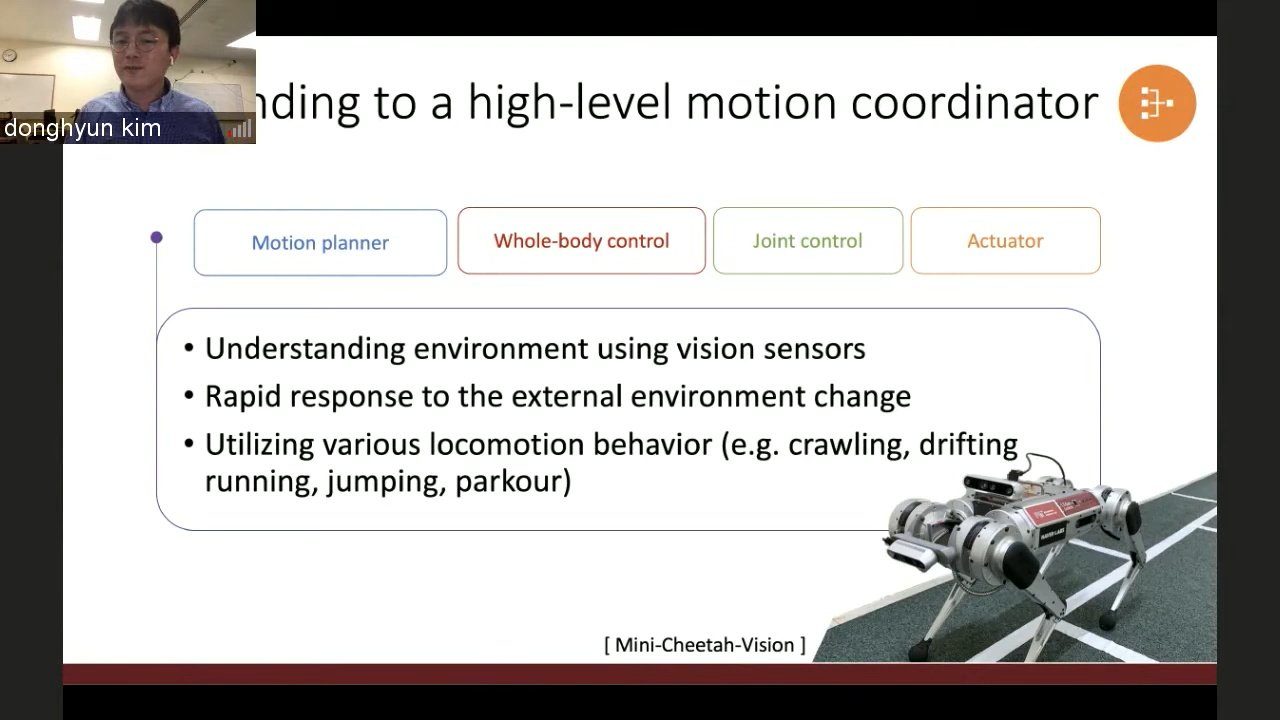 nding to a high-level motion coordinator
donghyun kim
Motion planner
Whole-body control
Joint control
Actuator
• Understanding environment using vision sensors
• Rapid response to the external environment change
• Utilizing various locomotion behavior (e.g. crawling, drifting
running, jumping, parkour)
NAVER LABS
[ Mini-Cheetah-Vision ]